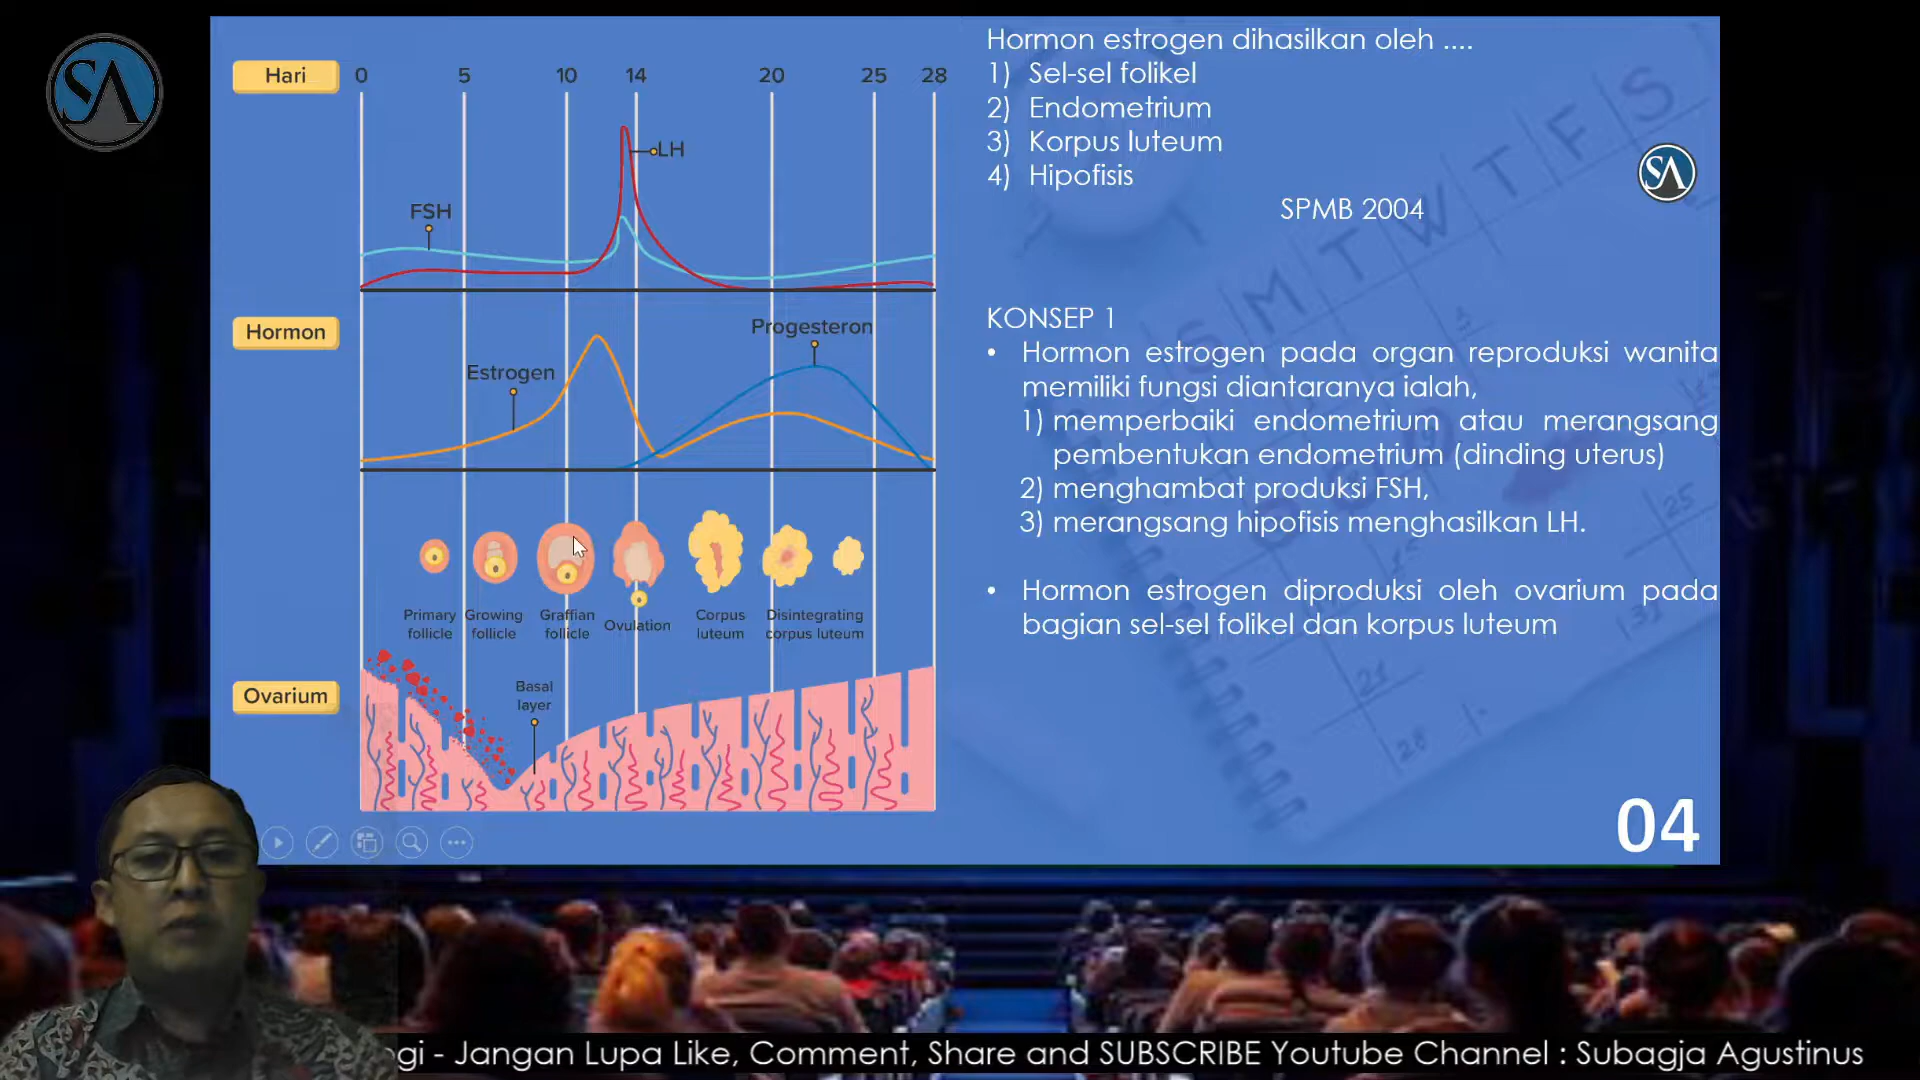 SA
Hari
0 5 10 14 20 25 28
LH
FSH
Hormon
Estrogen
Progesteron
Primary
follicle
Growing
follicle
Graffian
follicle
Ovulation
Corpus
luteum
Disintegrating
corpus luteum
Ovarium
Basal
layer
Hormon estrogen dihasilkan oleh ....
1) Sel-sel folikel
2) Endometrium
3) Korpus luteum
4) Hipofisis
SPMB 2004
SA
KONSEP 1
• Hormon estrogen pada organ reproduksi wanita
memiliki fungsi diantaranya ialah,
1) memperbaiki endometrium atau merangsang
pembentukan endometrium (dinding uterus)
2) menghambat produksi FSH,
3) merangsang hipofisis menghasilkan LH.
• Hormon estrogen diproduksi oleh ovarium pada
bagian sel-sel folikel dan korpus luteum
S M T W T F S
25
04
gi - Jangan Lupa Like, Comment, Share and SUBSCRIBE Youtube Channel : Subagja Agustinus